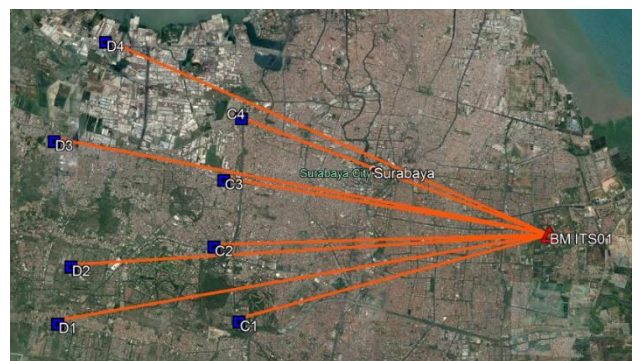 D4
C4
D3
Surabaya City
Surabaya
C3
BM ITS01
C2
D2
C1
D1